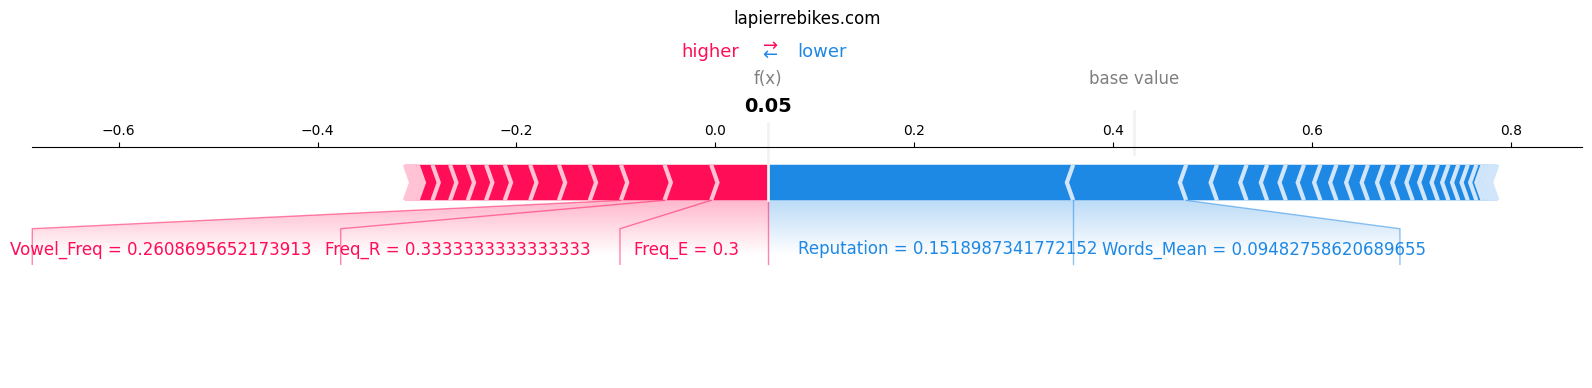 lapierrebikes.com
higher ⇄ lower
f(x) base value
0.05
−0.6 −0.4 −0.2 0.0 0.2 0.4 0.6 0.8
Vowel_Freq = 0.2608695652173913 Freq_R = 0.3333333333333333 Freq_E = 0.3 Reputation = 0.1518987341772152 Words_Mean = 0.09482758620689655